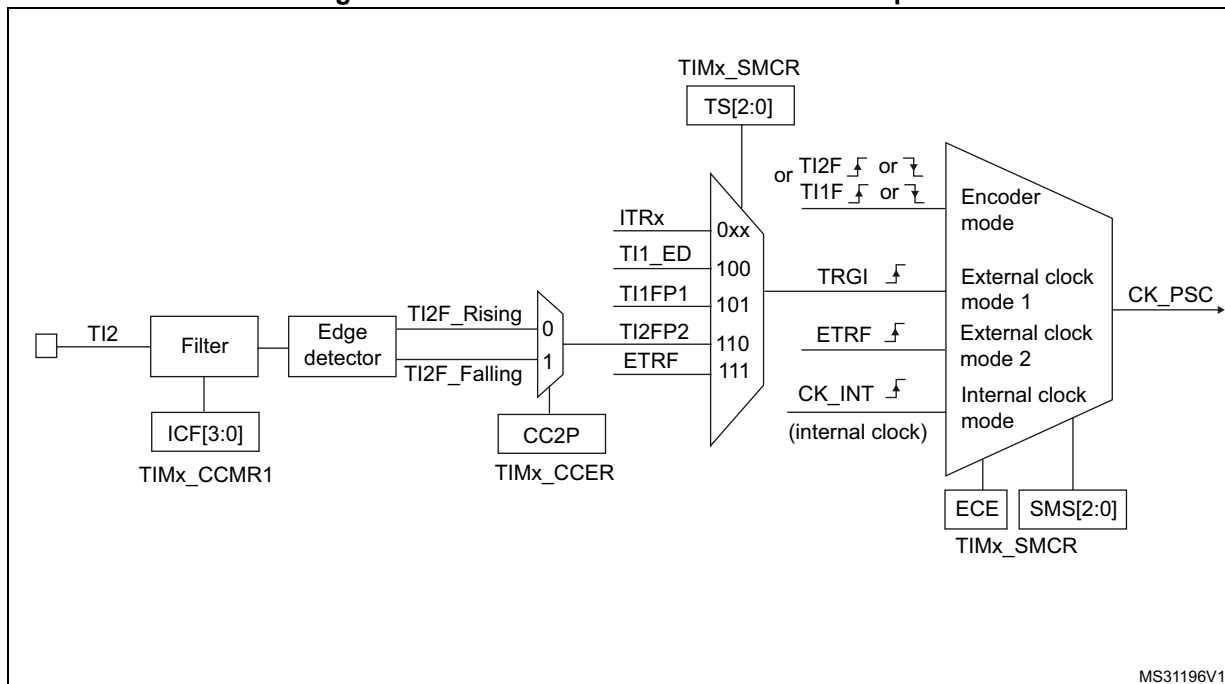 TIMx_SMCR
TS[2:0]
TI2F or
or
TI1F or
Encoder
mode
ITRx
0xx
TI1_ED
100
TRGI
External clock
mode 1
CK_PSC
TI1FP1
101
TI2
Filter
Edge
detector
TI2F_Rising
0
TI2F_Falling
1
TI2FP2
110
ETRF
111
ETRF
External clock
mode 2
CK_INT
(internal clock)
Internal clock
mode
ICF[3:0]
TIMx_CCMR1
CC2P
TIMx_CCER
ECE
SMS[2:0]
TIMx_SMCR
MS31196V1